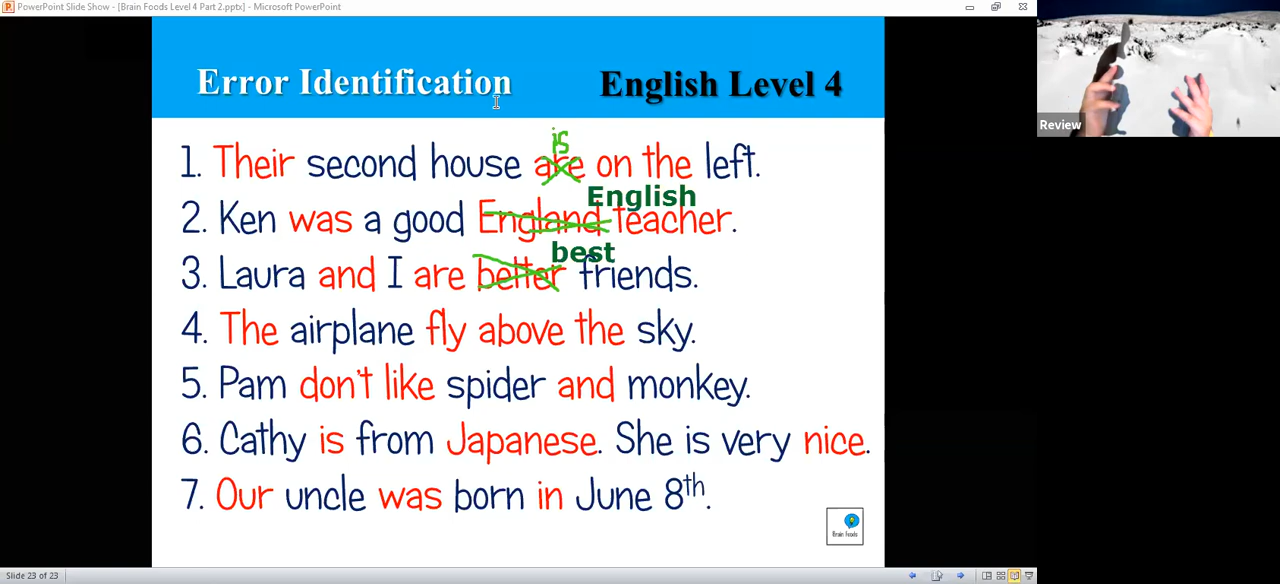 PowerPoint Slide Show - [Brain Foods Level 4 Part 2.pptx] - Microsoft PowerPoint
Error Identification English Level 4
Review
is
1. Their second house are on the left.
English
2. Ken was a good England teacher.
best
3. Laura and I are better friends.
4. The airplane fly above the sky.
5. Pam don't like spider and monkey.
6. Cathy is from Japanese. She is very nice.
7. Our uncle was born in June 8th.
Brain Foods
Slide 23 of 23